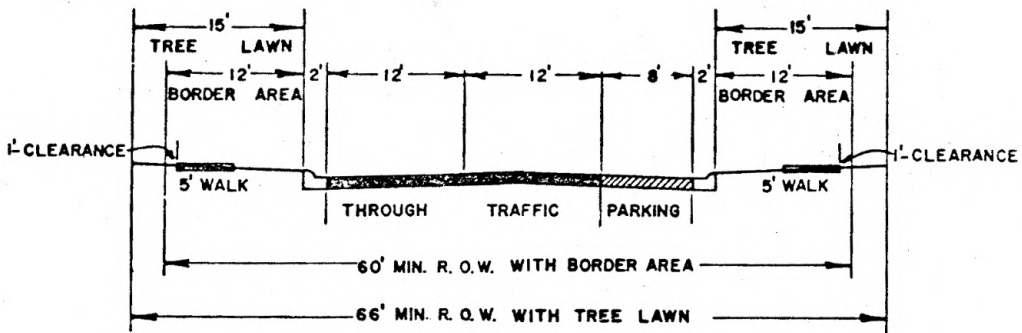 15' 15'
TREE LAWN TREE LAWN
12' 2' 12' 12' 8' 2' 12'
BORDER AREA BORDER AREA
1'-CLEARANCE 1'-CLEARANCE
5' WALK 5' WALK
THROUGH TRAFFIC PARKING
60' MIN. R. O. W. WITH BORDER AREA
66' MIN. R. O. W. WITH TREE LAWN